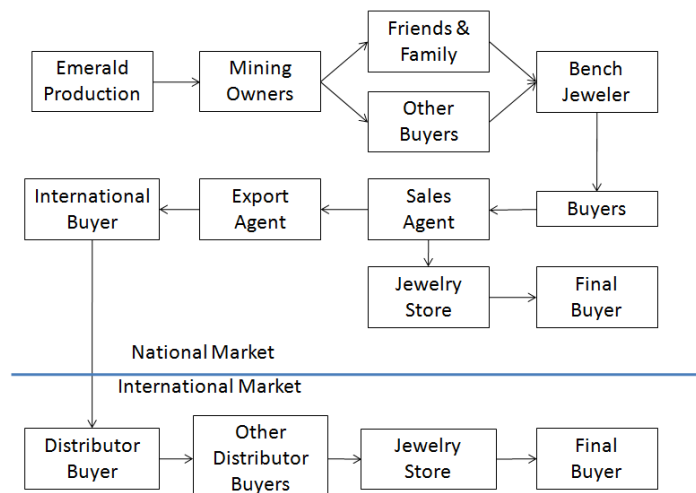 Emerald
Production
Mining
Owners
Friends &
Family
Other
Buyers
Bench
Jeweler
International
Buyer
Export
Agent
Sales
Agent
Buyers
Jewelry
Store
Final
Buyer
National Market
International Market
Distributor
Buyer
Other
Distributor
Buyers
Jewelry
Store
Final
Buyer